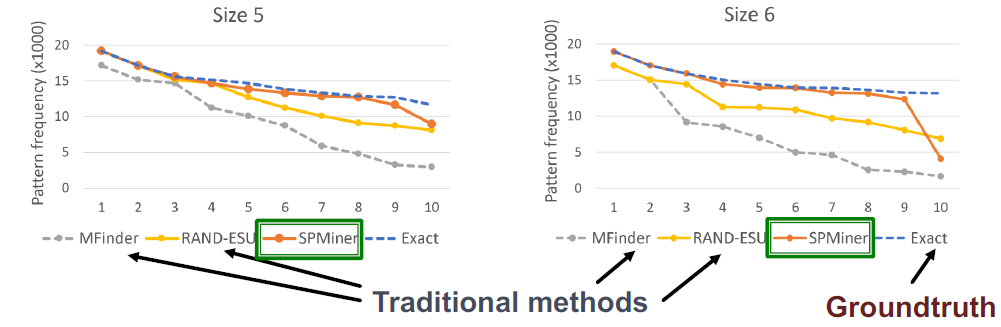 Size 5
Pattern frequency (x1000)
20
15
10
5
0
1 2 3 4 5 6 7 8 9 10
MFinder RAND-ESU SPMiner Exact
Size 6
Pattern frequency (x1000)
20
15
10
5
0
1 2 3 4 5 6 7 8 9 10
MFinder RAND-ESU SPMiner Exact
Traditional methods
Groundtruth